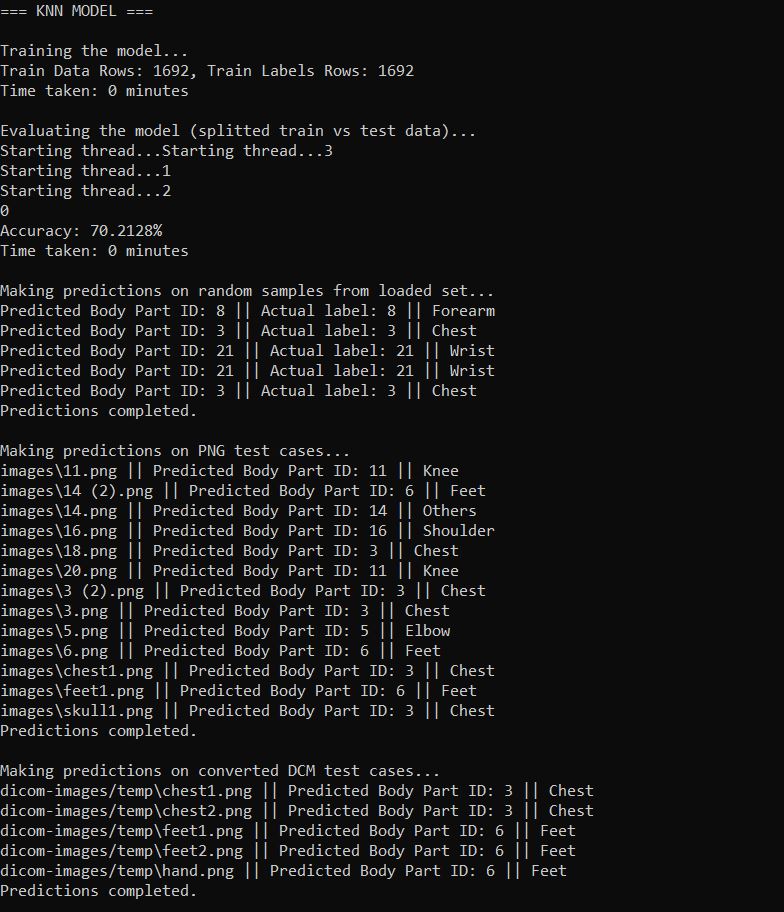 === KNN MODEL ===
Training the model...
Train Data Rows: 1692, Train Labels Rows: 1692
Time taken: 0 minutes
Evaluating the model (splitted train vs test data)...
Starting thread...Starting thread...3
Starting thread...1
Starting thread...2
0
Accuracy: 70.2128%
Time taken: 0 minutes
Making predictions on random samples from loaded set...
Predicted Body Part ID: 8 || Actual label: 8 || Forearm
Predicted Body Part ID: 3 || Actual label: 3 || Chest
Predicted Body Part ID: 21 || Actual label: 21 || Wrist
Predicted Body Part ID: 21 || Actual label: 21 || Wrist
Predicted Body Part ID: 3 || Actual label: 3 || Chest
Predictions completed.
Making predictions on PNG test cases...
images\11.png || Predicted Body Part ID: 11 || Knee
images\14 (2).png || Predicted Body Part ID: 6 || Feet
images\14.png || Predicted Body Part ID: 14 || Others
images\16.png || Predicted Body Part ID: 16 || Shoulder
images\18.png || Predicted Body Part ID: 3 || Chest
images\20.png || Predicted Body Part ID: 11 || Knee
images\3 (2).png || Predicted Body Part ID: 3 || Chest
images\3.png || Predicted Body Part ID: 3 || Chest
images\5.png || Predicted Body Part ID: 5 || Elbow
images\6.png || Predicted Body Part ID: 6 || Feet
images\chest1.png || Predicted Body Part ID: 3 || Chest
images\feet1.png || Predicted Body Part ID: 6 || Feet
images\skull1.png || Predicted Body Part ID: 3 || Chest
Predictions completed.
Making predictions on converted DCM test cases...
dicom-images/temp\chest1.png || Predicted Body Part ID: 3 || Chest
dicom-images/temp\chest2.png || Predicted Body Part ID: 3 || Chest
dicom-images/temp\feet1.png || Predicted Body Part ID: 6 || Feet
dicom-images/temp\feet2.png || Predicted Body Part ID: 6 || Feet
dicom-images/temp\hand.png || Predicted Body Part ID: 6 || Feet
Predictions completed.